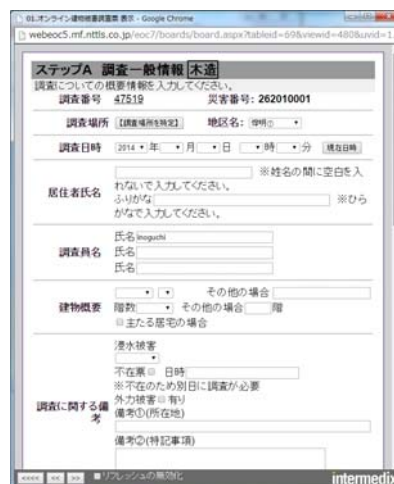 01.オンライン建物被害調査票 表示 - Google Chrome
webeoc5.mf.nttls.co.jp/eoc7/boards/board.aspx?tableid=69&viewid=480&uvid=1
ステップA 調査一般情報 木造
調査についての概要情報を入力してください。
調査番号 47519 災害番号: 262010001
調査場所 【調査場所を特定】 地区名:
調査日時 2014 年 月 日 時 分 現在日時
※姓名の間に空白を入
居住者氏名 れないで入力してください。
ふりがな ※ひら
がなで入力してください。
氏名 inoguchi
調査員名 氏名
氏名
その他の場合
建物概要 階数 その他の場合 階
主たる居宅の場合
浸水被害
不在票 日時
※不在のため別日に調査が必要
調査に関する備考 外力被害 有り
備考①(所在地)
備考②(特記事項)
<<<< << >> リフレッシュの無効化 intermedix